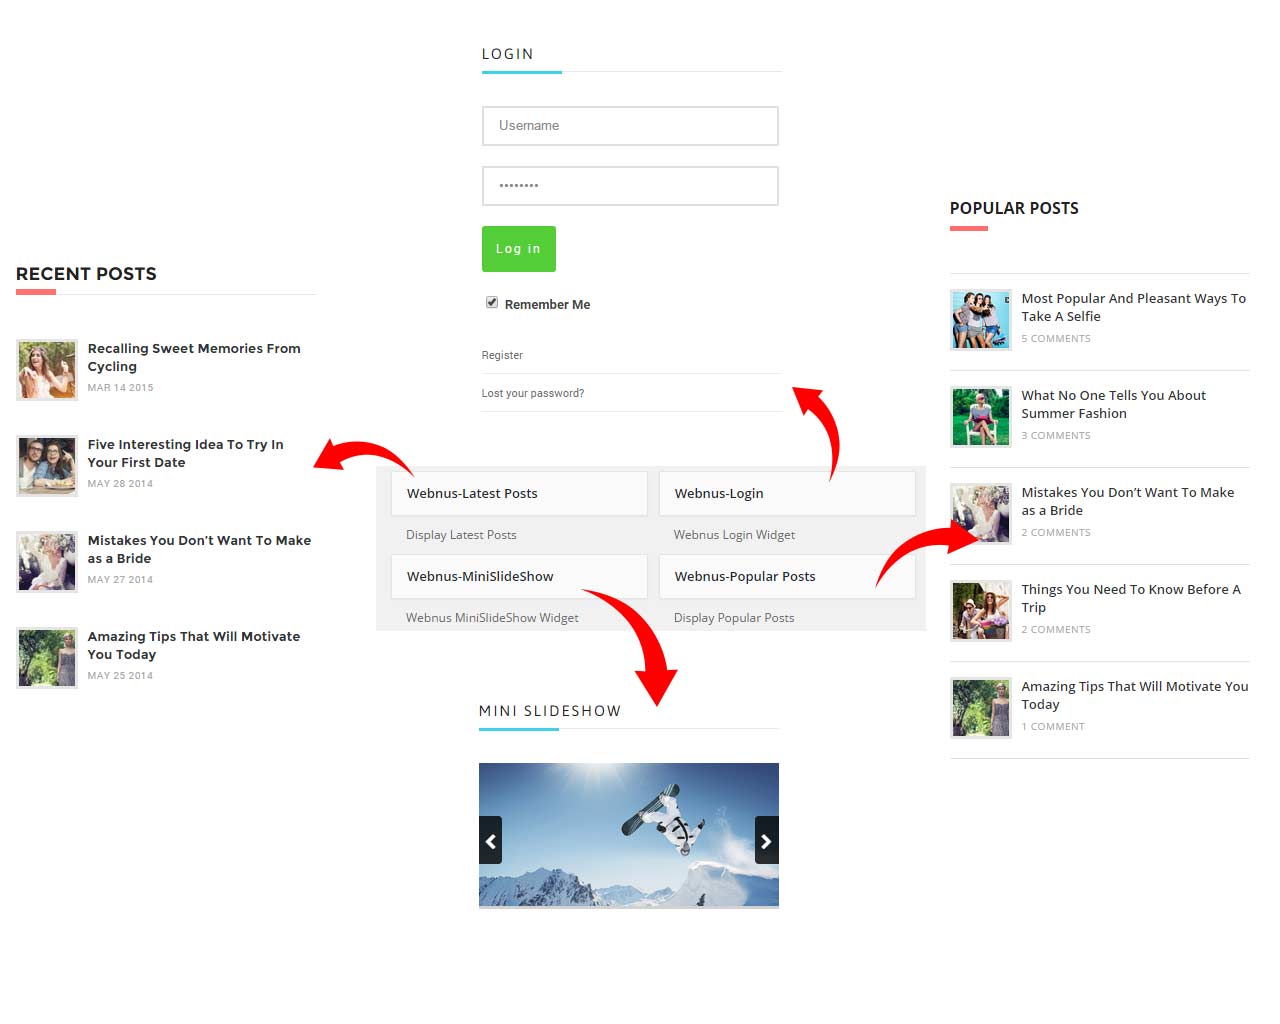 LOGIN
Username
••••••••
Log in
Remember Me
Register
Lost your password?
RECENT POSTS
Recalling Sweet Memories From
Cycling
MAR 14 2015
Five Interesting Idea To Try In
Your First Date
MAY 28 2014
Mistakes You Don’t Want To Make
as a Bride
MAY 27 2014
Amazing Tips That Will Motivate
You Today
MAY 25 2014
Webnus-Latest Posts
Display Latest Posts
Webnus-Login
Webnus Login Widget
Webnus-MiniSlideShow
Webnus MiniSlideShow Widget
Webnus-Popular Posts
Display Popular Posts
MINI SLIDESHOW
POPULAR POSTS
Most Popular And Pleasant Ways To
Take A Selfie
5 COMMENTS
What No One Tells You About
Summer Fashion
3 COMMENTS
Mistakes You Don’t Want To Make
as a Bride
2 COMMENTS
Things You Need To Know Before A
Trip
2 COMMENTS
Amazing Tips That Will Motivate You
Today
1 COMMENT